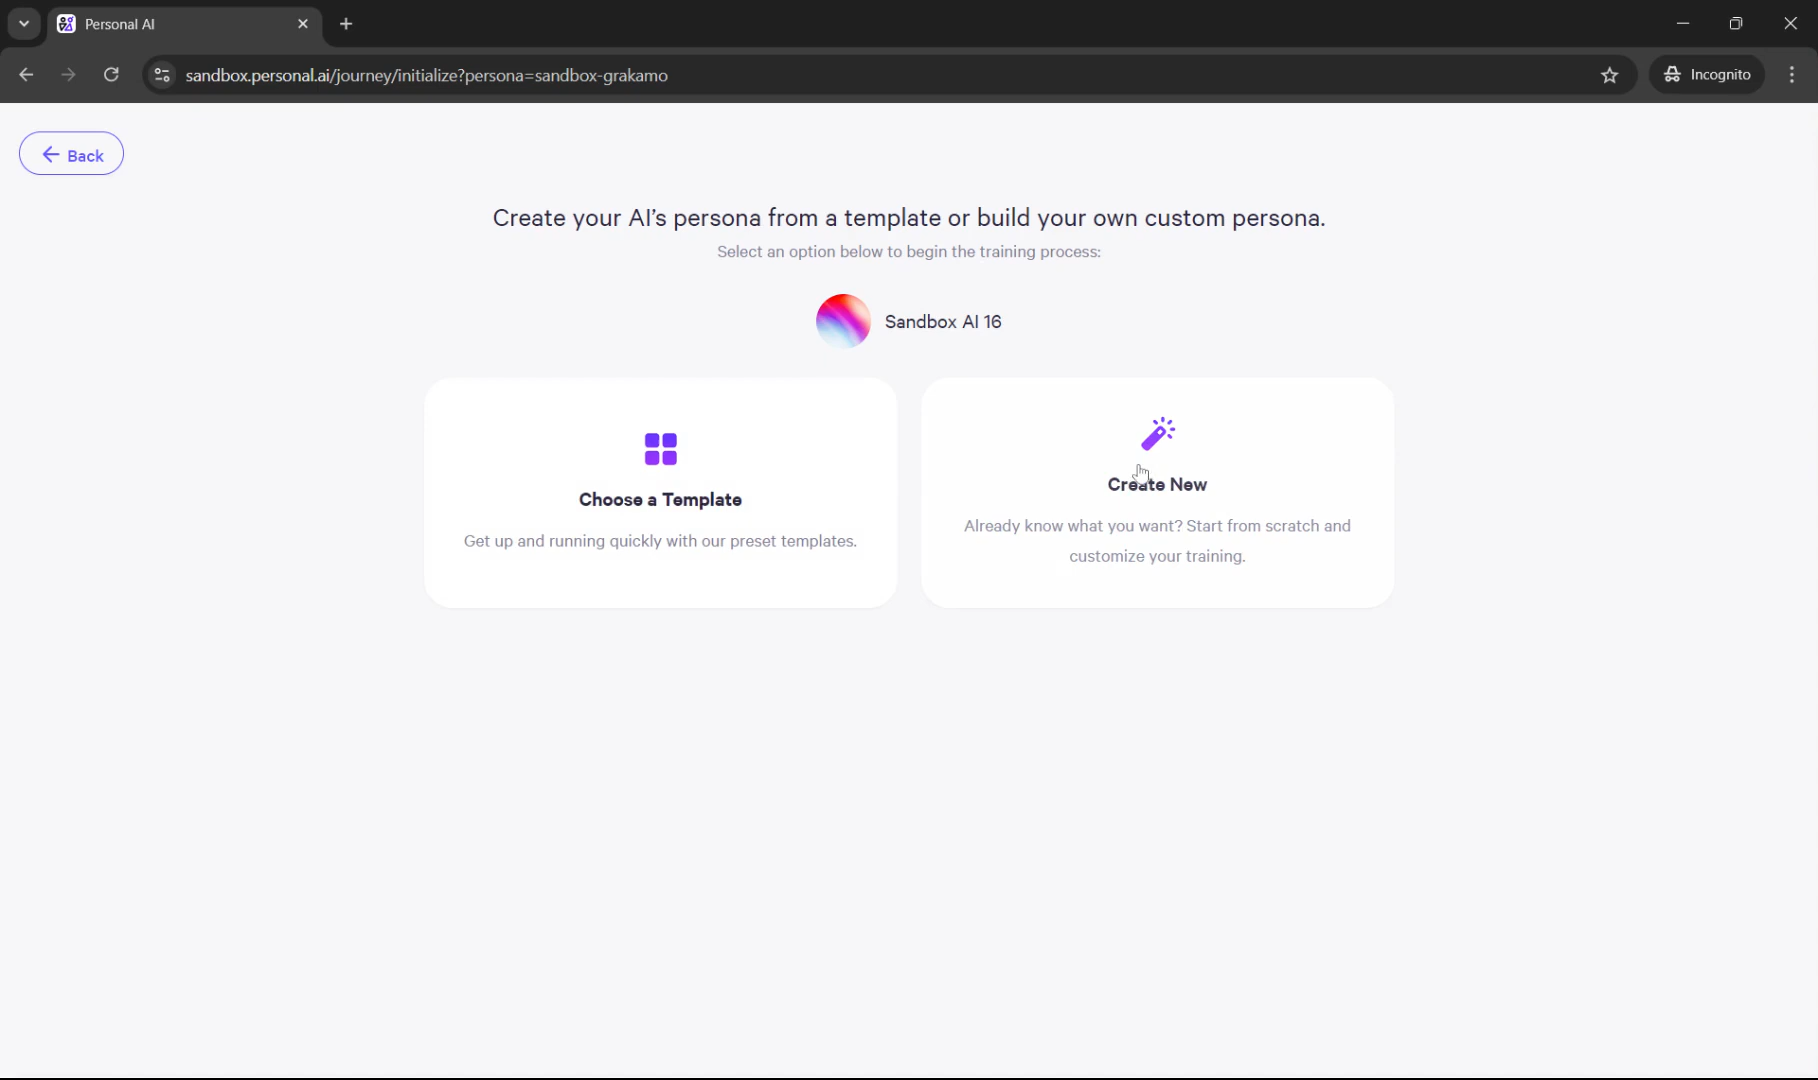 Personal AI
sandbox.personal.ai/journey/initialize?persona=sandbox-grakamo
Incognito
Back
Create your AI's persona from a template or build your own custom persona.
Select an option below to begin the training process:
Sandbox AI 16
Choose a Template
Get up and running quickly with our preset templates.
Create New
Already know what you want? Start from scratch and
customize your training.